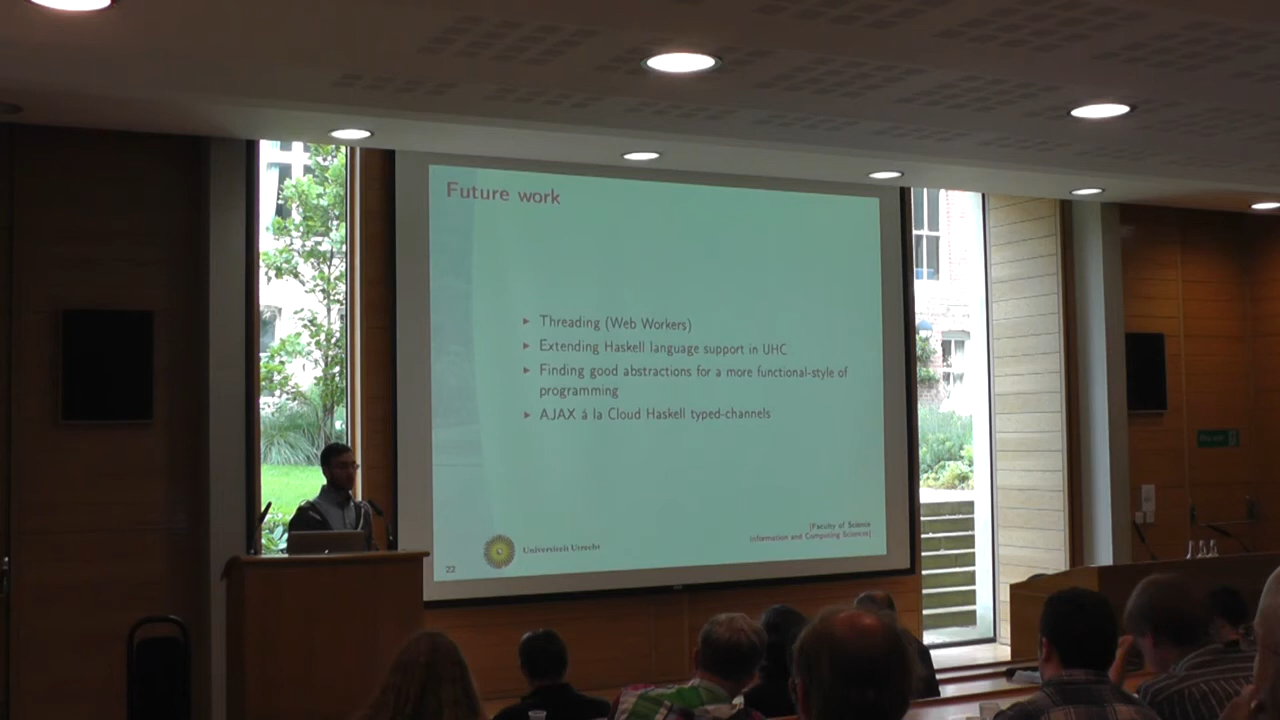 Future work
▸ Threading (Web Workers)
▸ Extending Haskell language support in UHC
▸ Finding good abstractions for a more functional-style of
programming
▸ AJAX á la Cloud Haskell typed-channels
[Faculty of Science
Information and Computing Sciences]
Universiteit Utrecht
22